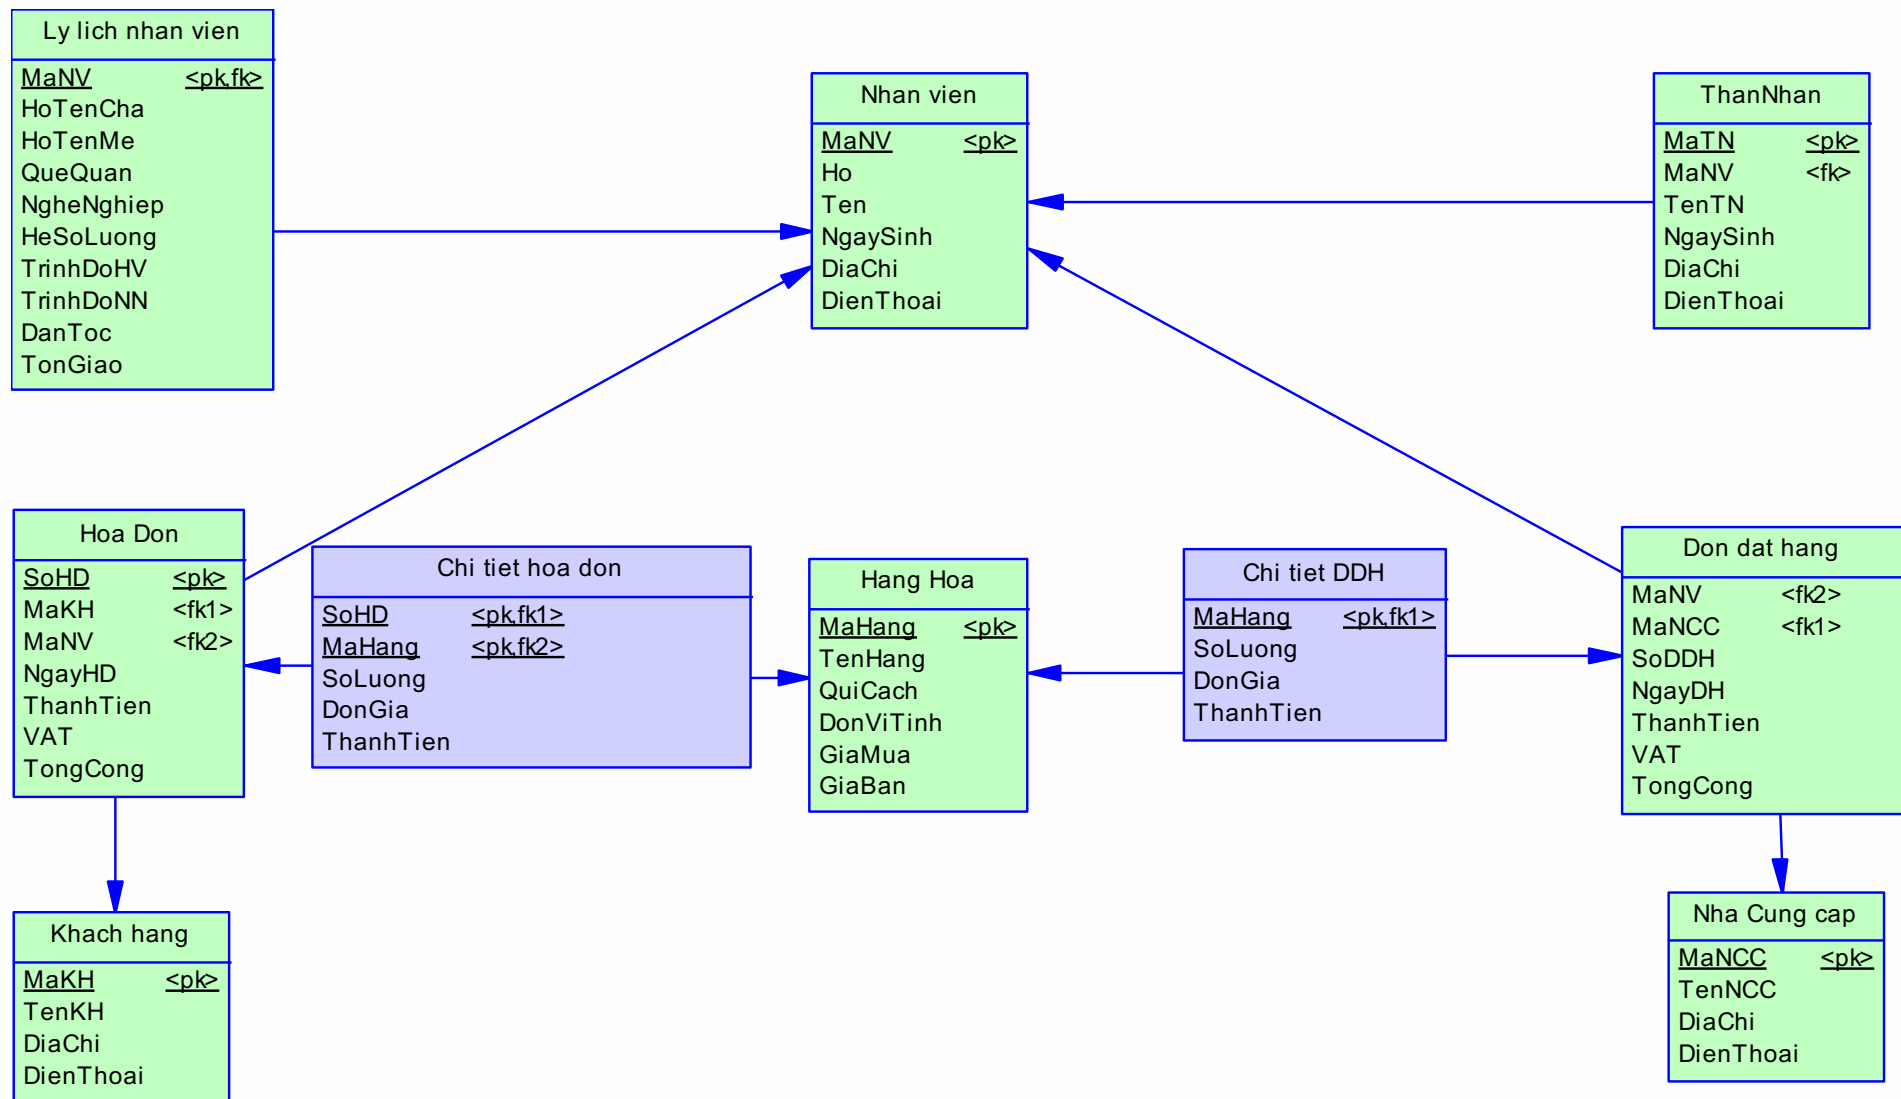 Ly lich nhan vien
MaNV <pk,fk>
HoTenCha
HoTenMe
QueQuan
NgheNghiep
HeSoLuong
TrinhDoHV
TrinhDoNN
DanToc
TonGiao
Nhan vien
MaNV <pk>
Ho
Ten
NgaySinh
DiaChi
DienThoai
ThanNhan
MaTN <pk>
MaNV <fk>
TenTN
NgaySinh
DiaChi
DienThoai
Hoa Don
SoHD <pk>
MaKH <fk1>
MaNV <fk2>
NgayHD
ThanhTien
VAT
TongCong
Chi tiet hoa don
SoHD <pk,fk1>
MaHang <pk,fk2>
SoLuong
DonGia
ThanhTien
Hang Hoa
MaHang <pk>
TenHang
QuiCach
DonViTinh
GiaMua
GiaBan
Chi tiet DDH
MaHang <pk,fk1>
SoLuong
DonGia
ThanhTien
Don dat hang
MaNV <fk2>
MaNCC <fk1>
SoDDH
NgayDH
ThanhTien
VAT
TongCong
Khach hang
MaKH <pk>
TenKH
DiaChi
DienThoai
Nha Cung cap
MaNCC <pk>
TenNCC
DiaChi
DienThoai